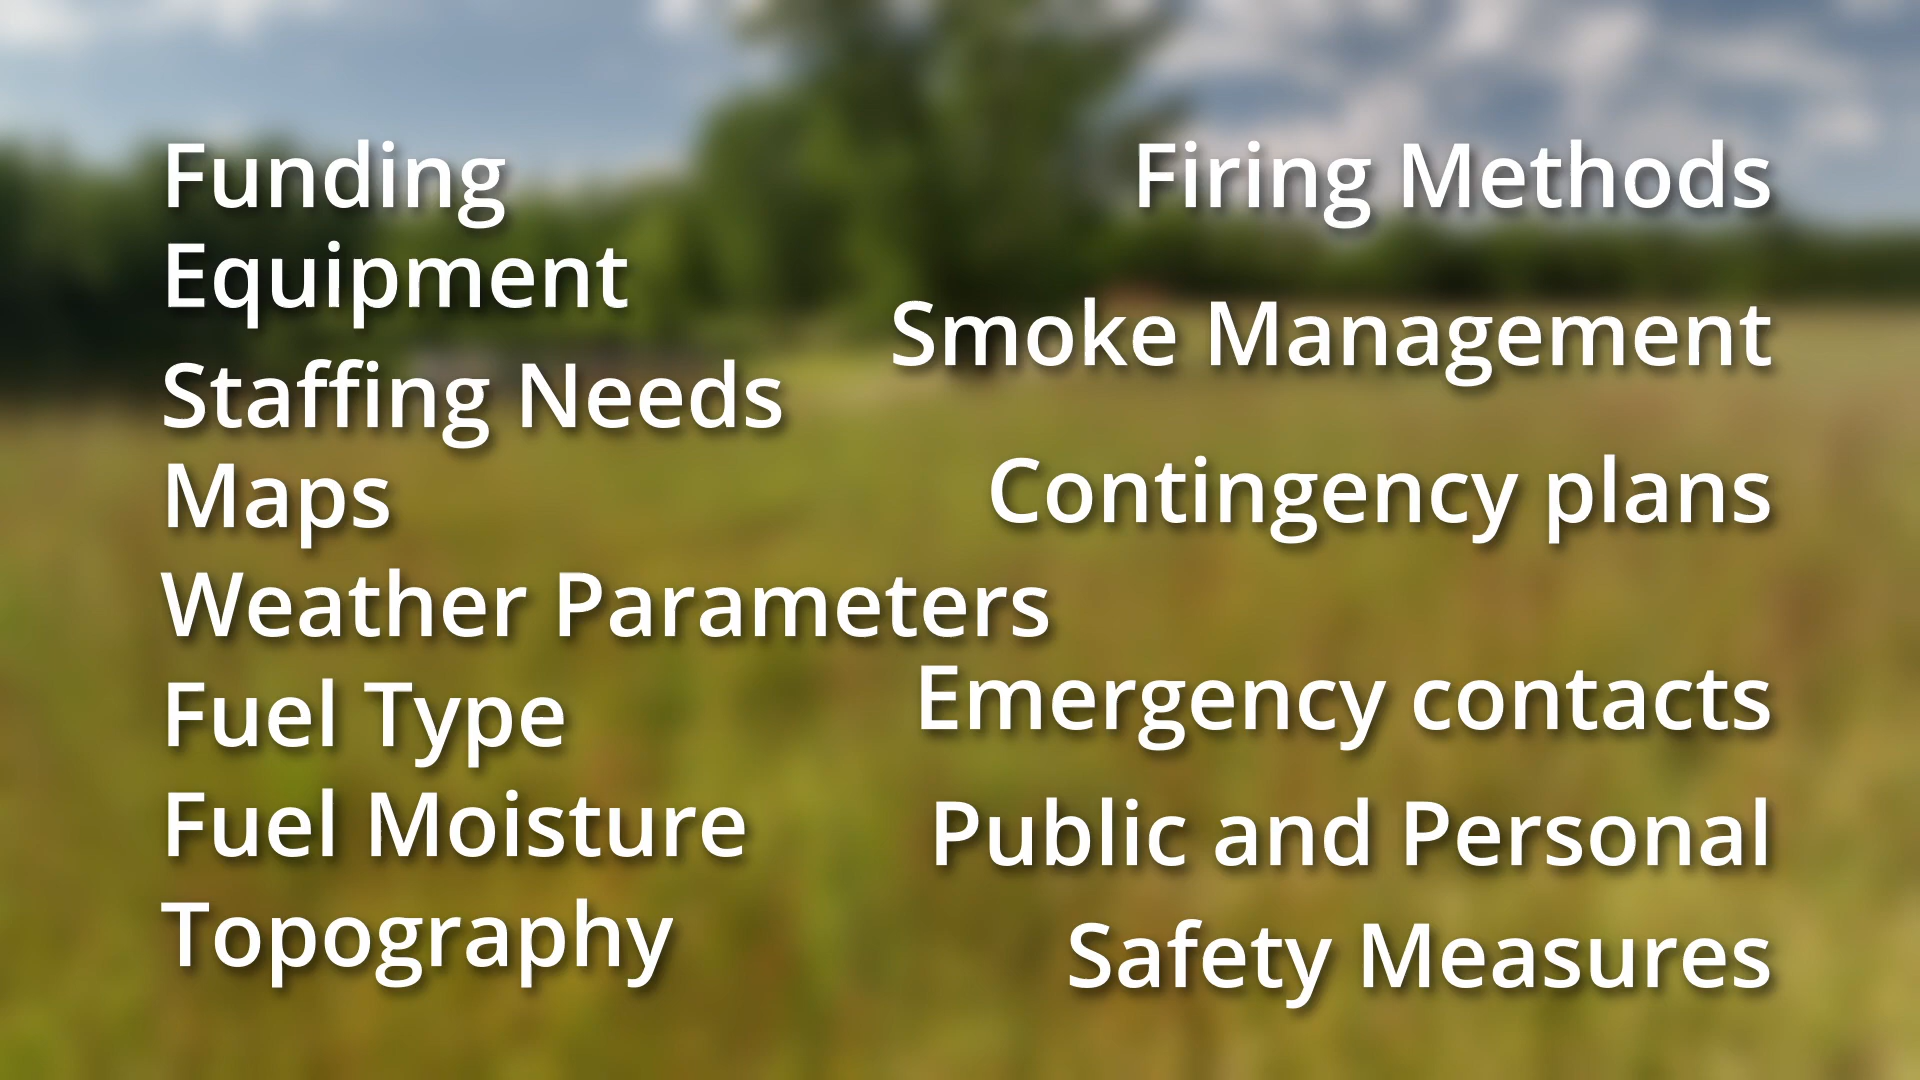 Funding
Equipment
Staffing Needs
Maps
Weather Parameters
Fuel Type
Fuel Moisture
Topography
Firing Methods
Smoke Management
Contingency plans
Emergency contacts
Public and Personal
Safety Measures